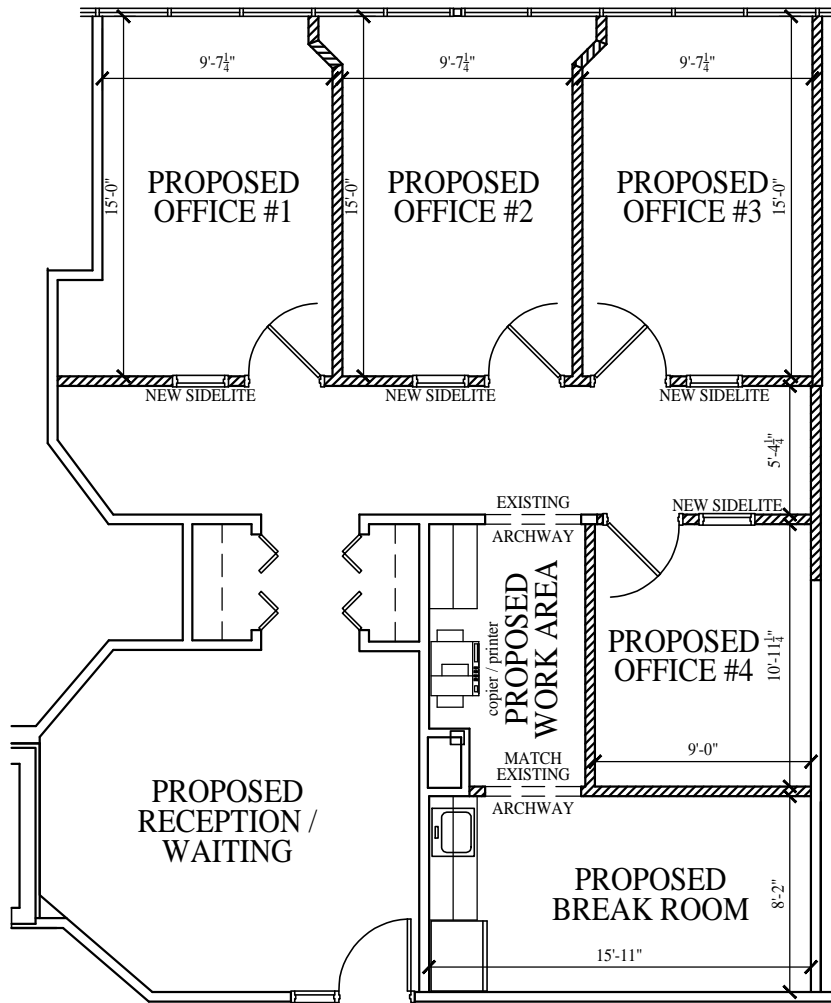 9'-7¼"
9'-7¼"
9'-7¼"
15'-0"
15'-0"
15'-0"
PROPOSED
OFFICE #1
PROPOSED
OFFICE #2
PROPOSED
OFFICE #3
NEW SIDELITE
NEW SIDELITE
NEW SIDELITE
5'-4¼"
EXISTING
ARCHWAY
NEW SIDELITE
copier / printer
PROPOSED
WORK AREA
PROPOSED
OFFICE #4
10'-11¼"
9'-0"
MATCH
EXISTING
ARCHWAY
PROPOSED
RECEPTION /
WAITING
PROPOSED
BREAK ROOM
8'-2"
15'-11"